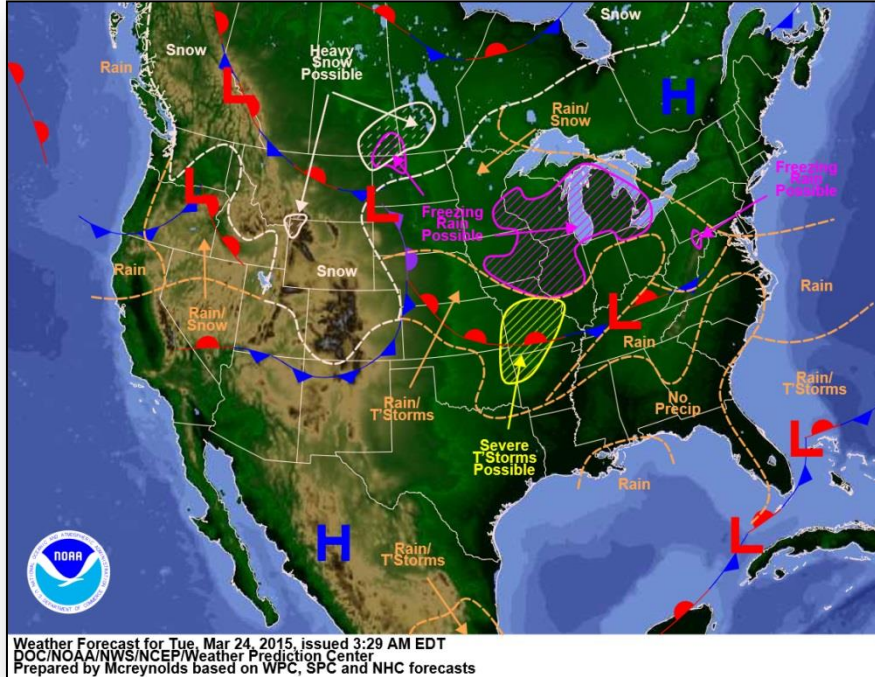 Snow
Snow
Heavy
Snow
Possible
Rain
H
L
Rain/
Snow
Freezing
Rain
Possible
L
L
Freezing
Rain
Possible
Snow
Rain
Rain
Rain/
Snow
L
Rain
Rain/
T'Storms
No
Precip
Rain/
T'Storms
Severe
T'Storms
Possible
L
Rain
H
L
Rain/
T'Storms
NOAA
Weather Forecast for Tue, Mar 24, 2015, issued 3:29 AM EDT
DOC/NOAA/NWS/NCEP/Weather Prediction Center
Prepared by Mcreynolds based on WPC, SPC and NHC forecasts